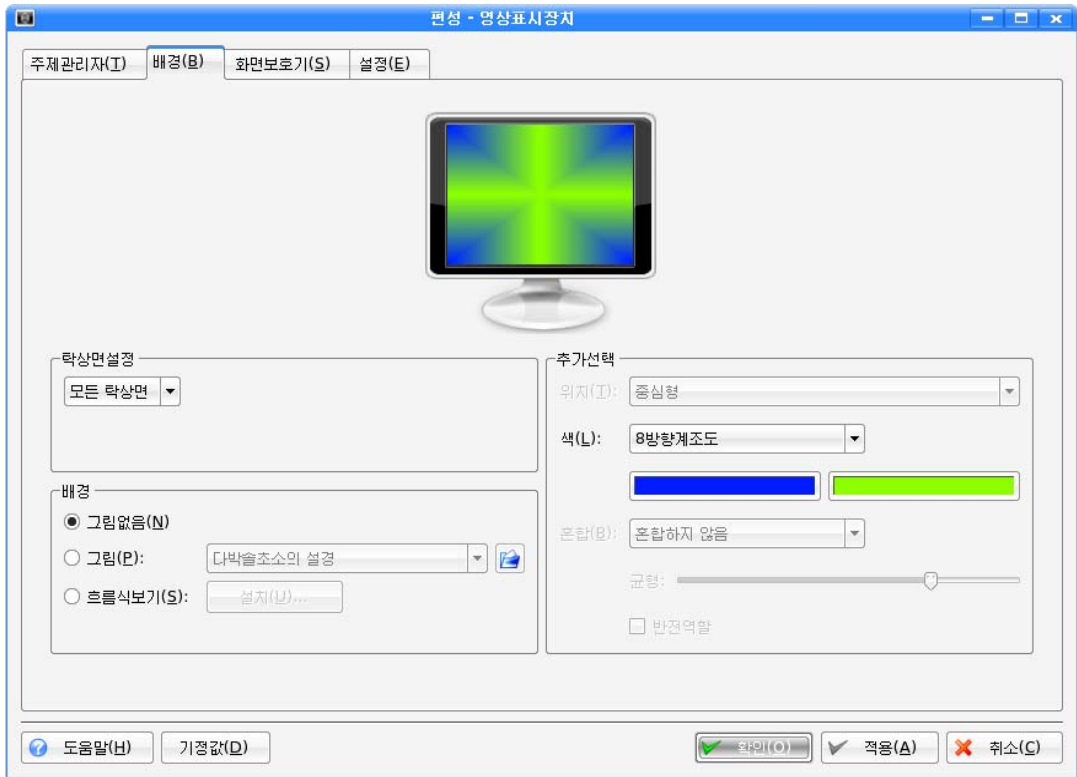 편성 - 영상표시장치
주제관리자(T) 배경(B) 화면보호기(S) 설정(E)
탁상면설정
모든 탁상면
배경
그림없음(N)
그림(P): 다박솔초소의 설경
흐름식보기(S): 설치(U)...
추가선택
위치(I): 중심형
색(L): 8방향계조도
혼합(B): 혼합하지 않음
균형:
반전역할
도움말(H) 기정값(D) 확인(O) 적용(A) 취소(C)